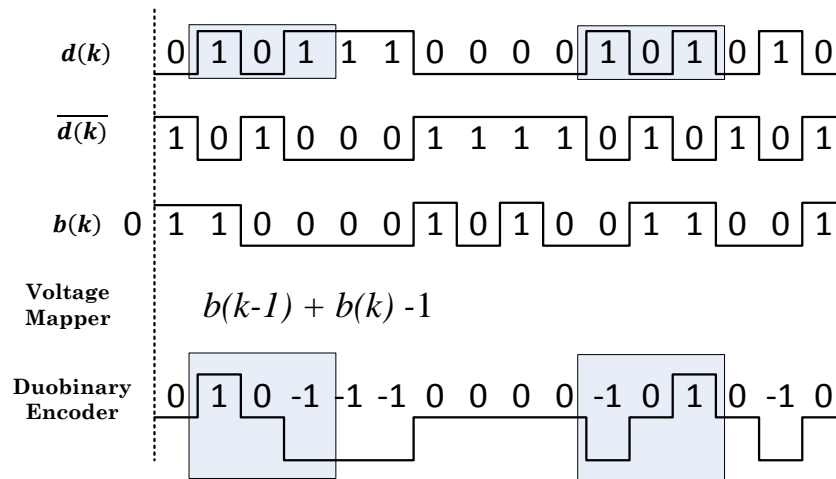 d(k) 0 1 0 1 1 1 0 0 0 0 1 0 1 0 1 0
d(k) 1 0 1 0 0 0 1 1 1 1 0 1 0 1 0 1
b(k) 0 1 1 0 0 0 0 1 0 1 0 0 1 1 0 0 1
Voltage
Mapper
b(k-1) + b(k) -1
Duobinary
Encoder
0 1 0 -1 -1 -1 0 0 0 0 -1 0 1 0 -1 0